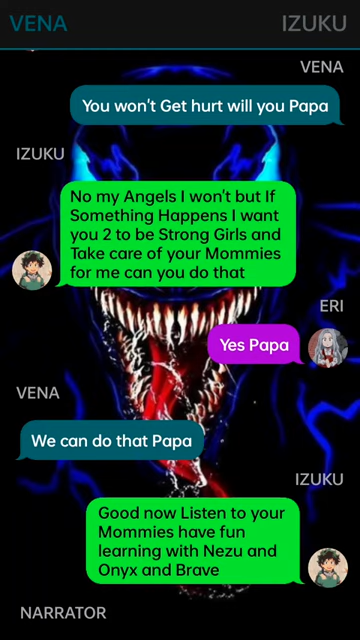 VENA IZUKU
VENA
You won't Get hurt will you Papa
IZUKU
No my Angels I won't but If
Something Happens I want
you 2 to be Strong Girls and
Take care of your Mommies
for me can you do that
ERI
Yes Papa
VENA
We can do that Papa
IZUKU
Good now Listen to your
Mommies have fun
learning with Nezu and
Onyx and Brave
NARRATOR